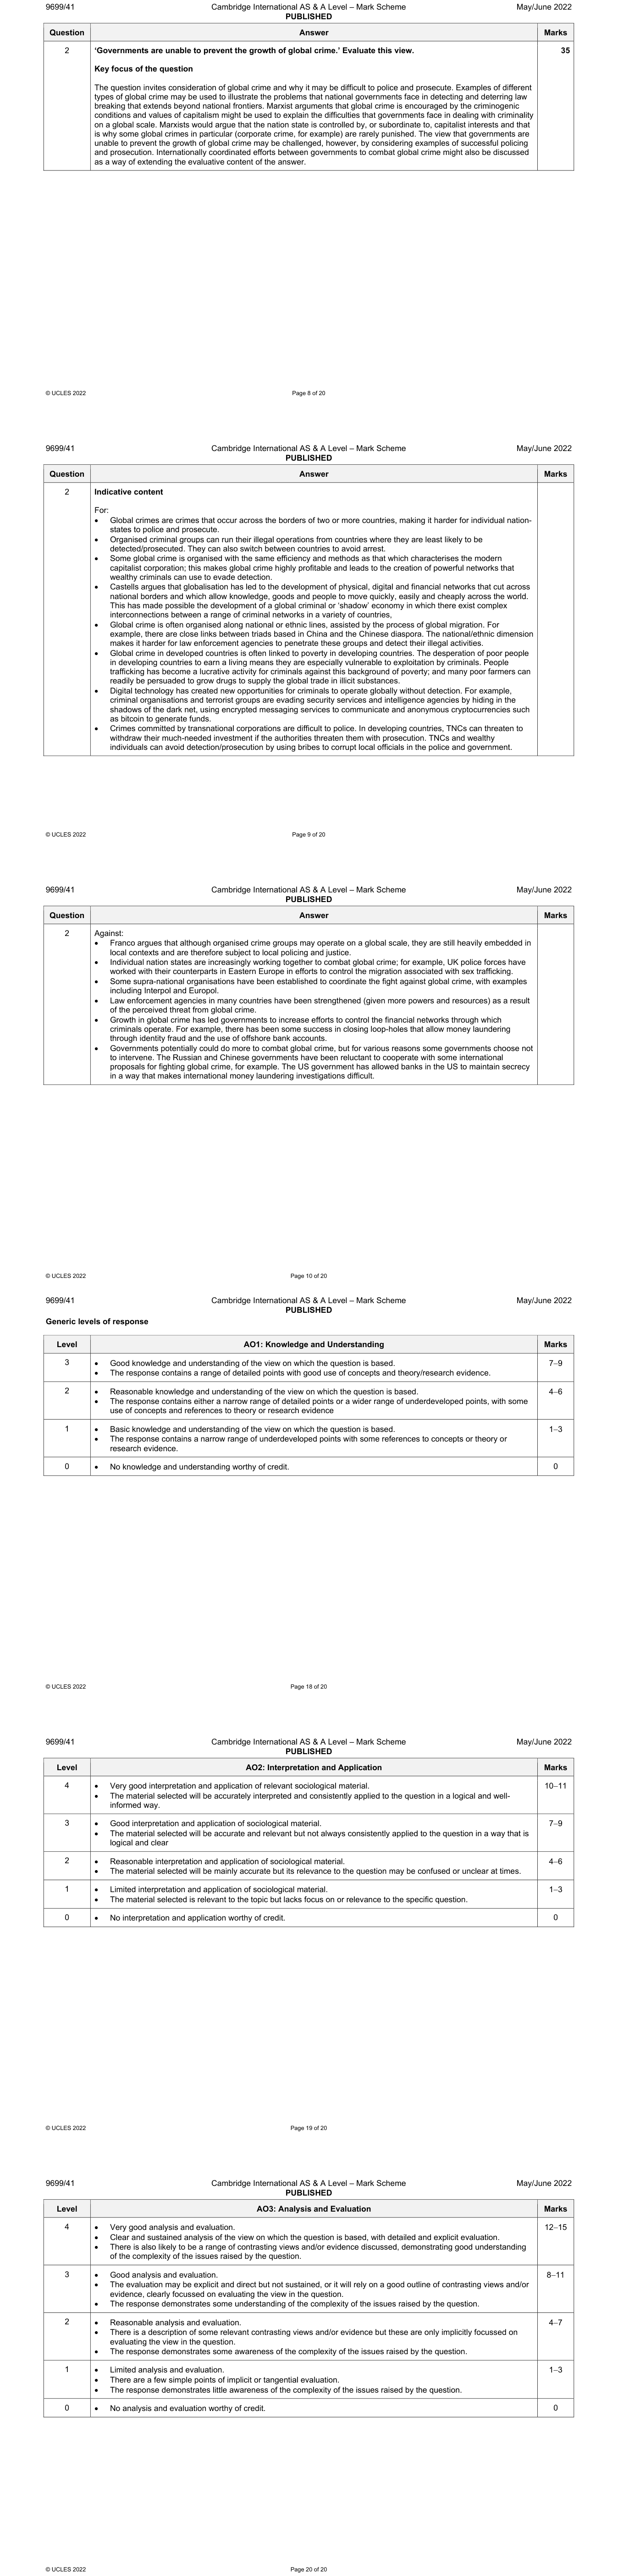 9699/41 Cambridge International AS & A Level – Mark Scheme May/June 2022
PUBLISHED
Question Answer Marks
2 ‘Governments are unable to prevent the growth of global crime.’ Evaluate this view. 35
Key focus of the question
The question invites consideration of global crime and why it may be difficult to police and prosecute. Examples of different
types of global crime may be used to illustrate the problems that national governments face in detecting and deterring law
breaking that extends beyond national frontiers. Marxist arguments that global crime is encouraged by the criminogenic
conditions and values of capitalism might be used to explain the difficulties that governments face in dealing with criminality
on a global scale. Marxists would argue that the nation state is controlled by, or subordinate to, capitalist interests and that
is why some global crimes in particular (corporate crime, for example) are rarely punished. The view that governments are
unable to prevent the growth of global crime may be challenged, however, by considering examples of successful policing
and prosecution. Internationally coordinated efforts between governments to combat global crime might also be discussed
as a way of extending the evaluative content of the answer.
© UCLES 2022 Page 8 of 20
9699/41 Cambridge International AS & A Level – Mark Scheme May/June 2022
PUBLISHED
Question Answer Marks
2 Indicative content
For:
• Global crimes are crimes that occur across the borders of two or more countries, making it harder for individual nation-
states to police and prosecute.
• Organised criminal groups can run their illegal operations from countries where they are least likely to be
detected/prosecuted. They can also switch between countries to avoid arrest.
• Some global crime is organised with the same efficiency and methods as that which characterises the modern
capitalist corporation; this makes global crime highly profitable and leads to the creation of powerful networks that
wealthy criminals can use to evade detection.
• Castells argues that globalisation has led to the development of physical, digital and financial networks that cut across
national borders and which allow knowledge, goods and people to move quickly, easily and cheaply across the world.
This has made possible the development of a global criminal or ‘shadow’ economy in which there exist complex
interconnections between a range of criminal networks in a variety of countries,
• Global crime is often organised along national or ethnic lines, assisted by the process of global migration. For
example, there are close links between triads based in China and the Chinese diaspora. The national/ethnic dimension
makes it harder for law enforcement agencies to penetrate these groups and detect their illegal activities.
• Global crime in developed countries is often linked to poverty in developing countries. The desperation of poor people
in developing countries to earn a living means they are especially vulnerable to exploitation by criminals. People
trafficking has become a lucrative activity for criminals against this background of poverty; and many poor farmers can
readily be persuaded to grow drugs to supply the global trade in illicit substances.
• Digital technology has created new opportunities for criminals to operate globally without detection. For example,
criminal organisations and terrorist groups are evading security services and intelligence agencies by hiding in the
shadows of the dark net, using encrypted messaging services to communicate and anonymous cryptocurrencies such
as bitcoin to generate funds.
• Crimes committed by transnational corporations are difficult to police. In developing countries, TNCs can threaten to
withdraw their much-needed investment if the authorities threaten them with prosecution. TNCs and wealthy
individuals can avoid detection/prosecution by using bribes to corrupt local officials in the police and government.
© UCLES 2022 Page 9 of 20
9699/41 Cambridge International AS & A Level – Mark Scheme May/June 2022
PUBLISHED
Question Answer Marks
2 Against:
• Franco argues that although organised crime groups may operate on a global scale, they are still heavily embedded in
local contexts and are therefore subject to local policing and justice.
• Individual nation states are increasingly working together to combat global crime; for example, UK police forces have
worked with their counterparts in Eastern Europe in efforts to control the migration associated with sex trafficking.
• Some supra-national organisations have been established to coordinate the fight against global crime, with examples
including Interpol and Europol.
• Law enforcement agencies in many countries have been strengthened (given more powers and resources) as a result
of the perceived threat from global crime.
• Growth in global crime has led governments to increase efforts to control the financial networks through which
criminals operate. For example, there has been some success in closing loop-holes that allow money laundering
through identity fraud and the use of offshore bank accounts.
• Governments potentially could do more to combat global crime, but for various reasons some governments choose not
to intervene. The Russian and Chinese governments have been reluctant to cooperate with some international
proposals for fighting global crime, for example. The US government has allowed banks in the US to maintain secrecy
in a way that makes international money laundering investigations difficult.
© UCLES 2022 Page 10 of 20
9699/41 Cambridge International AS & A Level – Mark Scheme May/June 2022
PUBLISHED
Generic levels of response
Level AO1: Knowledge and Understanding Marks
3 • Good knowledge and understanding of the view on which the question is based. 7–9
• The response contains a range of detailed points with good use of concepts and theory/research evidence.
2 • Reasonable knowledge and understanding of the view on which the question is based. 4–6
• The response contains either a narrow range of detailed points or a wider range of underdeveloped points, with some
use of concepts and references to theory or research evidence
1 • Basic knowledge and understanding of the view on which the question is based. 1–3
• The response contains a narrow range of underdeveloped points with some references to concepts or theory or
research evidence.
0 • No knowledge and understanding worthy of credit. 0
© UCLES 2022 Page 18 of 20
9699/41 Cambridge International AS & A Level – Mark Scheme May/June 2022
PUBLISHED
Level AO2: Interpretation and Application Marks
4 • Very good interpretation and application of relevant sociological material. 10–11
• The material selected will be accurately interpreted and consistently applied to the question in a logical and well-
informed way.
3 • Good interpretation and application of sociological material. 7–9
• The material selected will be accurate and relevant but not always consistently applied to the question in a way that is
logical and clear
2 • Reasonable interpretation and application of sociological material. 4–6
• The material selected will be mainly accurate but its relevance to the question may be confused or unclear at times.
1 • Limited interpretation and application of sociological material. 1–3
• The material selected is relevant to the topic but lacks focus on or relevance to the specific question.
0 • No interpretation and application worthy of credit. 0
© UCLES 2022 Page 19 of 20
9699/41 Cambridge International AS & A Level – Mark Scheme May/June 2022
PUBLISHED
Level AO3: Analysis and Evaluation Marks
4 • Very good analysis and evaluation. 12–15
• Clear and sustained analysis of the view on which the question is based, with detailed and explicit evaluation.
• There is also likely to be a range of contrasting views and/or evidence discussed, demonstrating good understanding
of the complexity of the issues raised by the question.
3 • Good analysis and evaluation. 8–11
• The evaluation may be explicit and direct but not sustained, or it will rely on a good outline of contrasting views and/or
evidence, clearly focussed on evaluating the view in the question.
• The response demonstrates some understanding of the complexity of the issues raised by the question.
2 • Reasonable analysis and evaluation. 4–7
• There is a description of some relevant contrasting views and/or evidence but these are only implicitly focussed on
evaluating the view in the question.
• The response demonstrates some awareness of the complexity of the issues raised by the question.
1 • Limited analysis and evaluation. 1–3
• There are a few simple points of implicit or tangential evaluation.
• The response demonstrates little awareness of the complexity of the issues raised by the question.
0 • No analysis and evaluation worthy of credit. 0
© UCLES 2022 Page 20 of 20